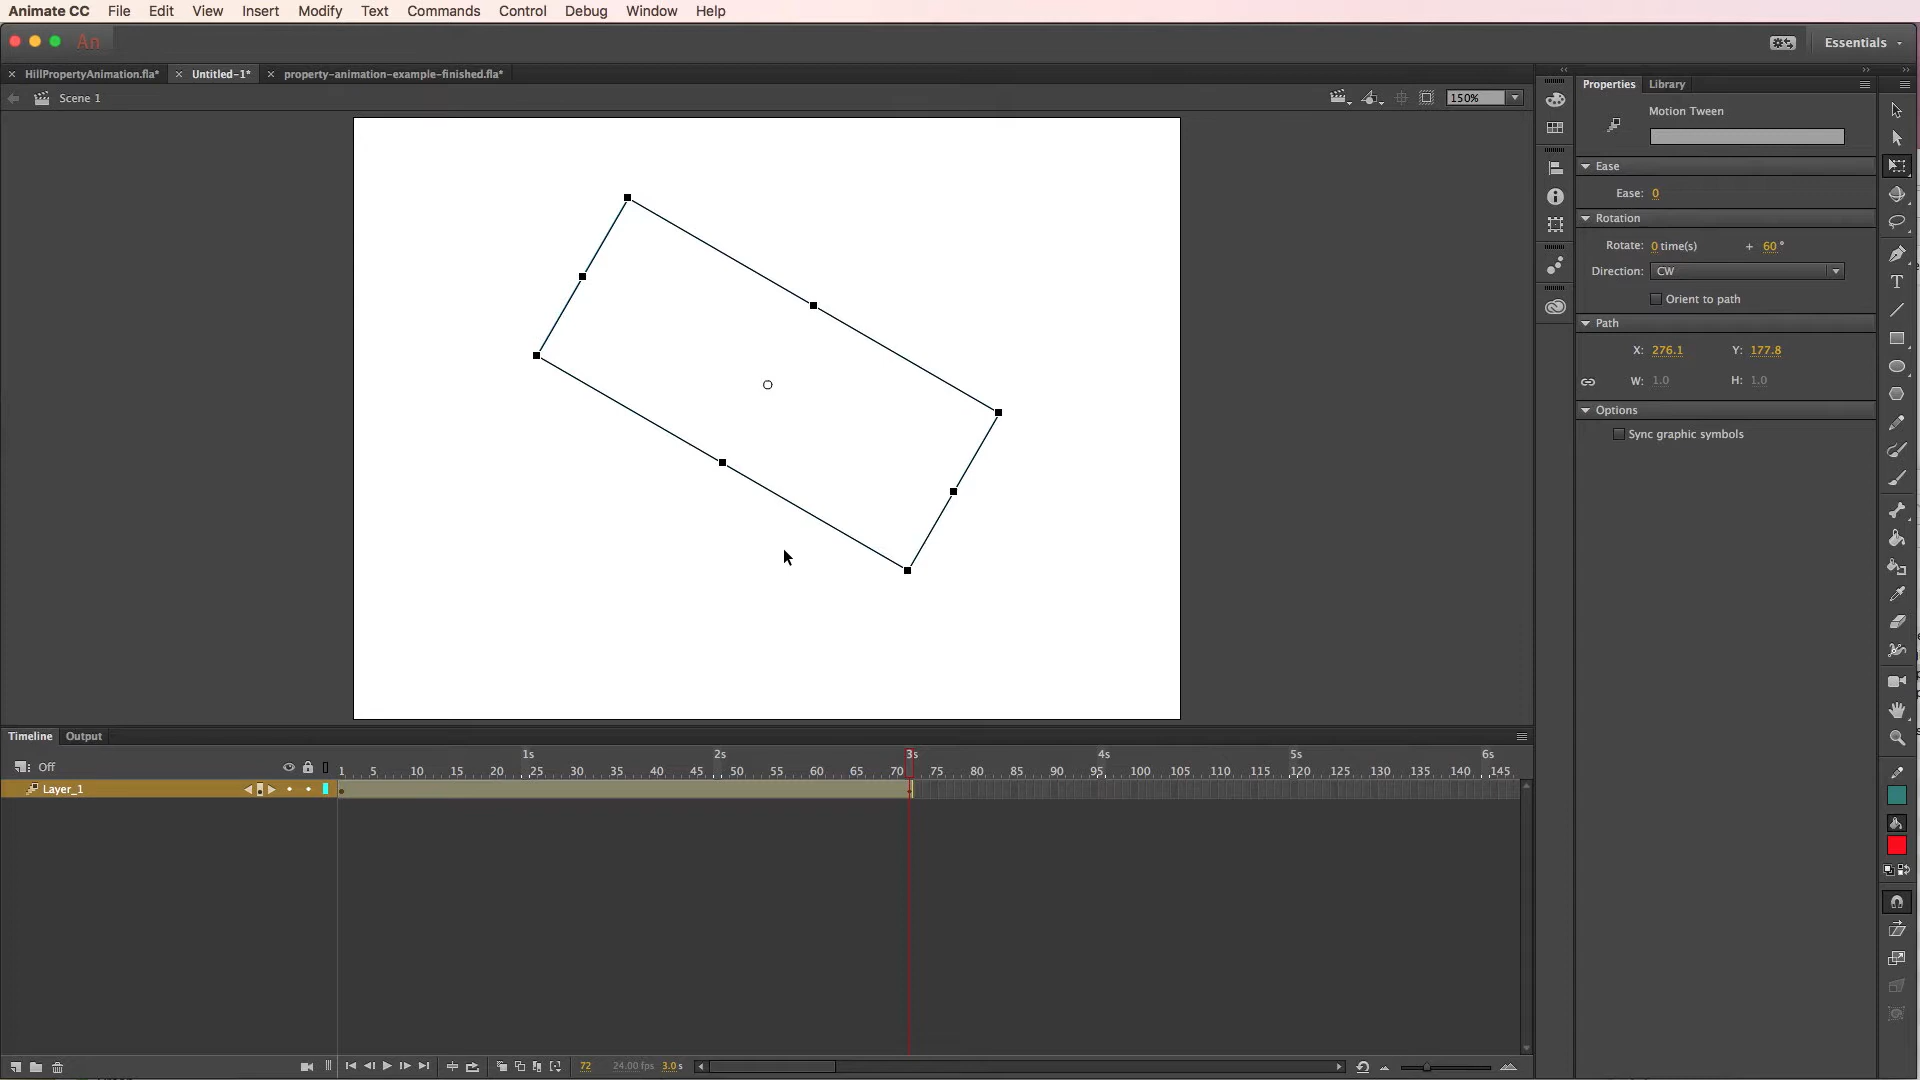 Animate CC File Edit View Insert Modify Text Commands Control Debug Window Help
An
Essentials
HillPropertyAnimation.fla* Untitled-1* property-animation-example-finished.fla*
Scene 1
150%
Properties Library
Motion Tween
Ease
Ease: 0
Rotation
Rotate: 0 time(s) + 60 °
Direction: CW
Orient to path
Path
X: 276.1 Y: 177.8
W: 1.0 H: 1.0
Options
Sync graphic symbols
T
Timeline Output
1s 2s 3s 4s 5s 6s
Off
1 5 10 15 20 25 30 35 40 45 50 55 60 65 70 75 80 85 90 95 100 105 110 115 120 125 130 135 140 145
Layer_1
72 24.00 fps 3.0 s